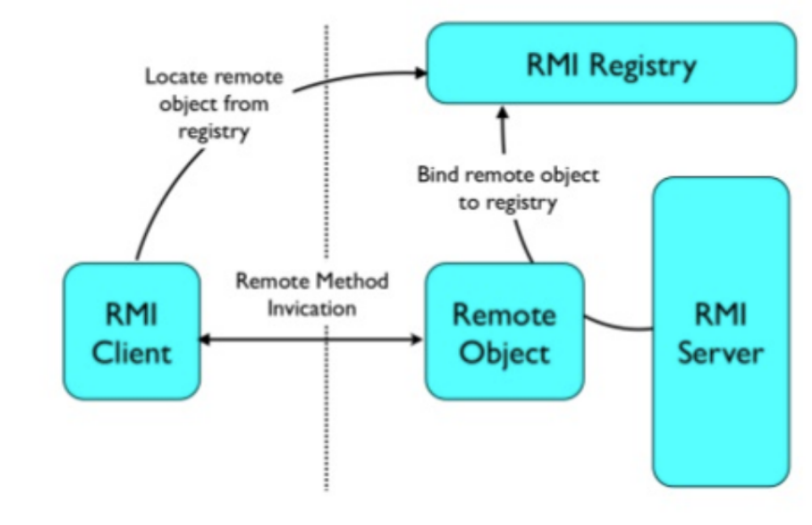 Locate remote
object from
registry
RMI Registry
Bind remote object
to registry
Remote Method
Invication
RMI
Client
Remote
Object
RMI
Server